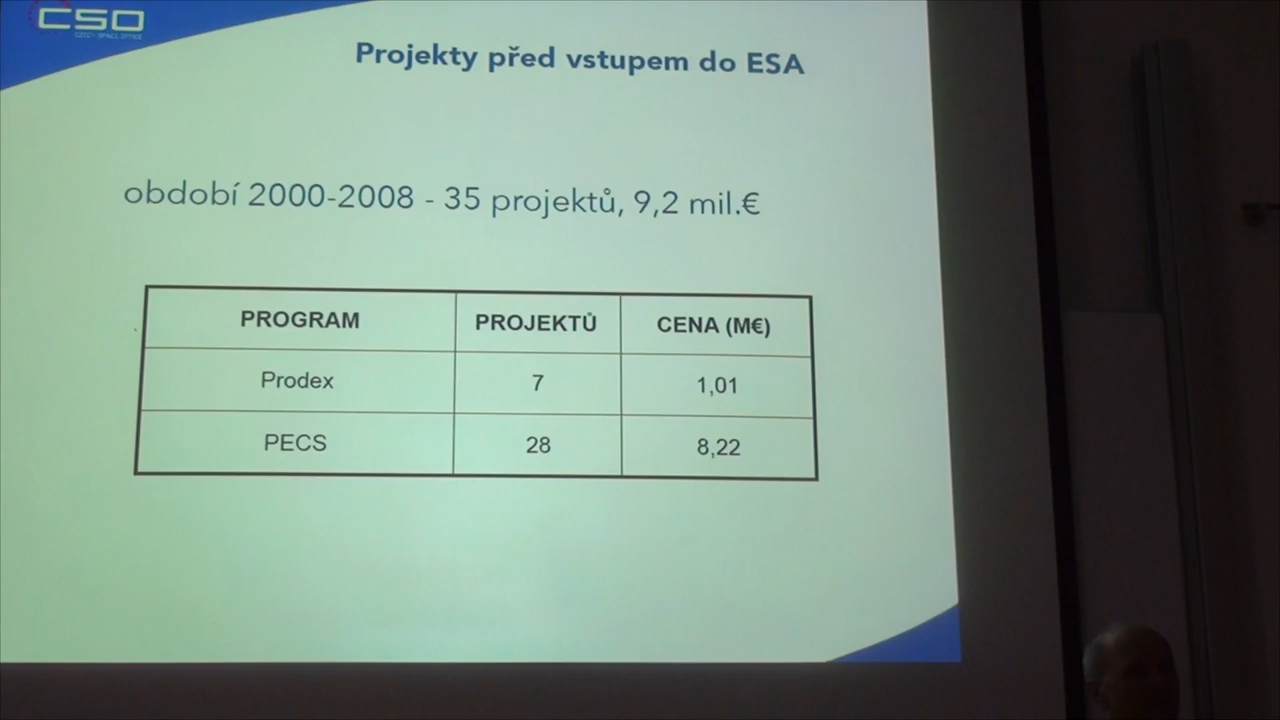 CSO
CZECH SPACE OFFICE
Projekty před vstupem do ESA
období 2000-2008 - 35 projektů, 9,2 mil.€
PROGRAM PROJEKTŮ CENA (M€)
Prodex 7 1,01
PECS 28 8,22